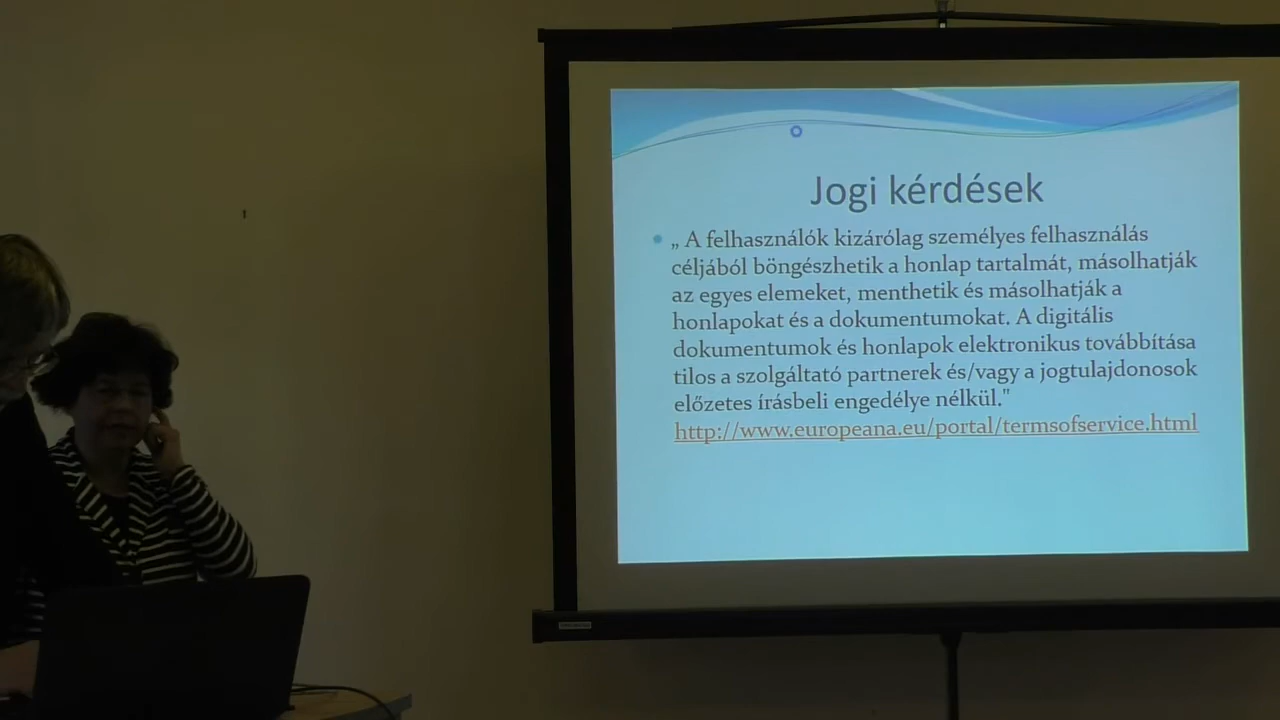 Jogi kérdések
„ A felhasználók kizárólag személyes felhasználás
céljából böngészhetik a honlap tartalmát, másolhatják
az egyes elemeket, menthetik és másolhatják a
honlapokat és a dokumentumokat. A digitális
dokumentumok és honlapok elektronikus továbbítása
tilos a szolgáltató partnerek és/vagy a jogtulajdonosok
előzetes írásbeli engedélye nélkül."
http://www.europeana.eu/portal/termsofservice.html